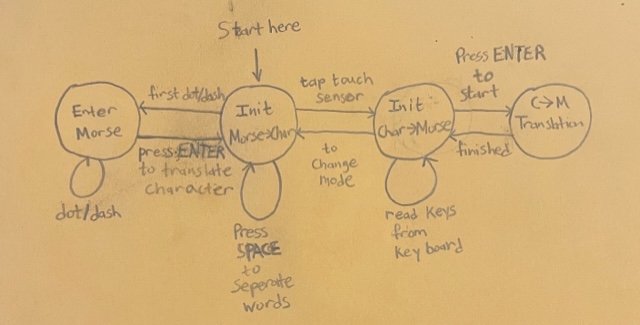 Start here
Press ENTER
to
start
first dot/dash
tap touch
sensor
Enter
Morse
Init
Morse→Char
Init
Char→Morse
C→M
Translation
press ENTER
to translate
character
to
Change
mode
finished
dot/dash
Press
SPACE
to
Seperate
words
read keys
from
Keyboard